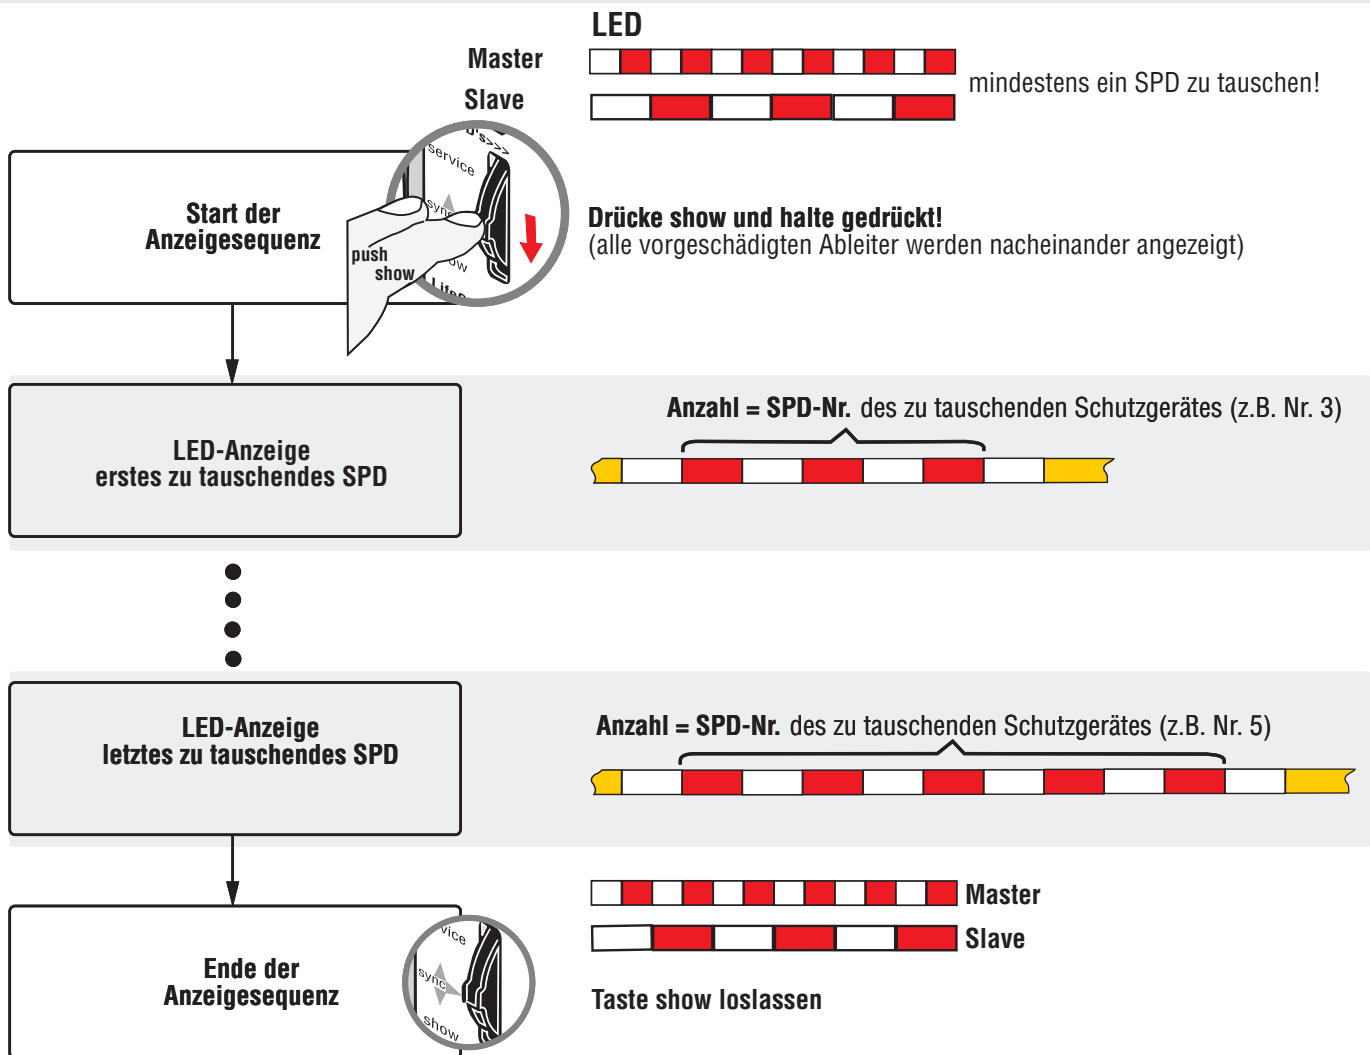 LED
Master
Slave
mindestens ein SPD zu tauschen!
service
Start der
Anzeigesequenz
push
show
Drücke show und halte gedrückt!
(alle vorgeschädigten Ableiter werden nacheinander angezeigt)
LED-Anzeige
erstes zu tauschendes SPD
Anzahl = SPD-Nr. des zu tauschenden Schutzgerätes (z.B. Nr. 3)
LED-Anzeige
letztes zu tauschendes SPD
Anzahl = SPD-Nr. des zu tauschenden Schutzgerätes (z.B. Nr. 5)
Master
Slave
Ende der
Anzeigesequenz
sync
show
Taste show loslassen